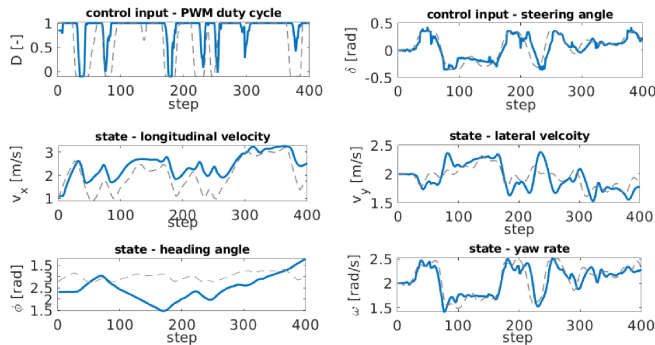 control input - PWM duty cycle
D [-]
1
0.5
0
0 100 200 300 400
step
control input - steering angle
δ [rad]
0.5
0
-0.5
0 100 200 300 400
step
state - longitudinal velocity
v_x [m/s]
3
2
1
0 100 200 300 400
step
state - lateral velcoity
v_y [m/s]
2.5
2
1.5
0 100 200 300 400
step
state - heading angle
ϕ [rad]
1.5
3
2.5
2
1.5
0 100 200 300 400
step
state - yaw rate
ω [rad/s]
2.5
2
1.5
0 100 200 300 400
step